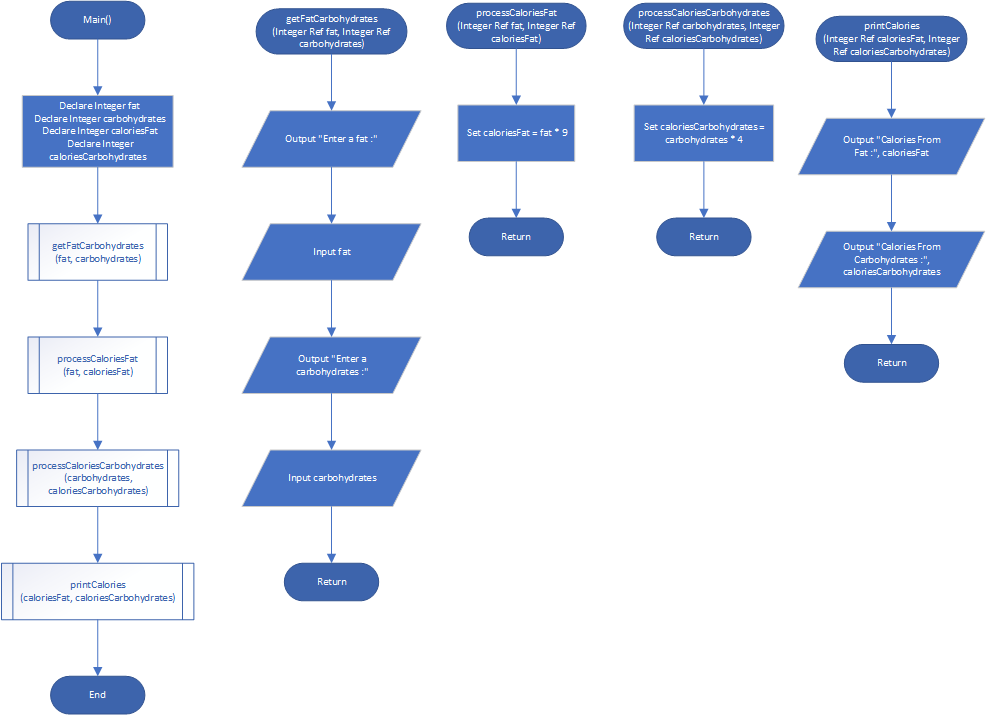 Main()
Declare Integer fat
Declare Integer carbohydrates
Declare Integer caloriesFat
Declare Integer
caloriesCarbohydrates
getFatCarbohydrates
(fat, carbohydrates)
processCaloriesFat
(fat, caloriesFat)
processCaloriesCarbohydrates
(carbohydrates,
caloriesCarbohydrates)
printCalories
(caloriesFat, caloriesCarbohydrates)
End
getFatCarbohydrates
(Integer Ref fat, Integer Ref
carbohydrates)
Output "Enter a fat :"
Input fat
Output "Enter a
carbohydrates :"
Input carbohydrates
Return
processCaloriesFat
(Integer Ref fat, Integer Ref
caloriesFat)
Set caloriesFat = fat * 9
Return
processCaloriesCarbohydrates
(Integer Ref carbohydrates, Integer
Ref caloriesCarbohydrates)
Set caloriesCarbohydrates =
carbohydrates * 4
Return
printCalories
(Integer Ref caloriesFat, Integer
Ref caloriesCarbohydrates)
Output "Calories From
Fat :", caloriesFat
Output "Calories From
Carbohydrates :",
caloriesCarbohydrates
Return